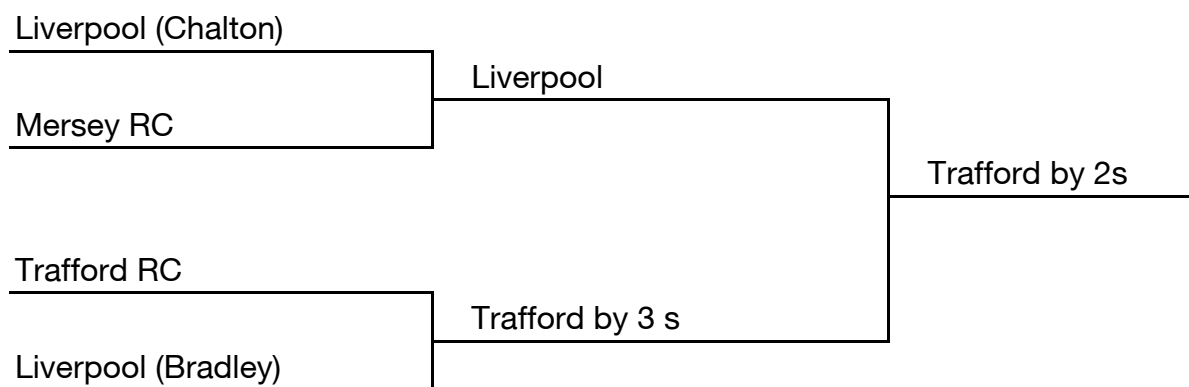 Liverpool (Chalton)
Liverpool
Mersey RC
Trafford by 2s
Trafford RC
Trafford by 3 s
Liverpool (Bradley)